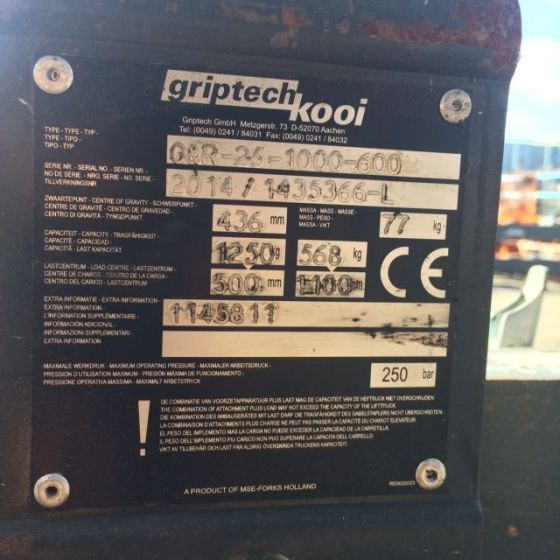 griptech kooi
Griptech GmbH Metzgerstr. 73 D-52070 Aachen
Tel: (0049) 0241 / 84031 Fax: (0049) 0241 / 84032
TYPE - TYPE - TYP -
TYPE - TIPO -
TIPO - TYP
GKR-26-1000-600
SERIE NR. - SERIAL NO - SERIEN NR. -
NO DE SÉRIE - NRO. SERIE - NO. SERIE -
TILLVERKNINGSNR
2014/1435366-L
ZWAARTEPUNT - CENTRE OF GRAVITY - SCHWERPUNKT -
CENTRE DE GRAVITÉ - CENTRO DE GRAVEDAD -
CENTRO DI GRAVITÀ - TYNGDPUNKT
436 mm
MASSA - MASS - MASSE -
MASSE - PESO -
MASSA - VIKT
77 kg
CAPACITEIT - CAPACITY - TRAGFÄHIGKEIT -
CAPACITÉ - CAPACIDAD -
CAPACITÀ - LAST KAPACITÄT
1250 kg
568 kg
LASTCENTRUM - LOAD CENTRE - LASTZENTRUM -
CENTRE DE CHARGE - CENTRO DE LA CARGA -
CENTRO DEL CARICO - LASTCENTRUM
500 mm
1100 mm
CE
EXTRA INFORMATIE - EXTRA INFORMATION -
EXTRA INFORMATION -
L'INFORMATION SUPPLÉMENTAIRE -
INFORMACIÓN ADICIONAL -
INFORMAZIONI SUPPLEMENTARI -
EXTRA INFORMATION
1145811
MAXIMALE WERKDRUK - MAXIMUM OPERATING PRESSURE - MAXIMALER ARBEITSDRUCK -
PRESSION D'UTILISATION MAXIMUM - PRESIÓN MÁXIMA DE FUNCIONAMENTO -
PRESSIONE OPERATIVA MASSIMA - MAXIMALT ARBETSTRYCK
250 bar
!
DE COMBINATIE VAN VOORZETAPPARATUUR PLUS LAST MAG DE CAPACITEIT VAN DE HEFTRUCK NIET OVERSCHRIJDEN.
THE COMBINATION OF ATTACHMENT PLUS LOAD MAY NOT EXCEED THE CAPACITY OF THE LIFTTRUCK.
DIE KOMBINATION DES ANBAUGERÄTES MIT LAST DARF DIE TRAGFÄHIGKEIT DES GABELSTAPLERS NICHT ÜBERSCHREITEN.
LA COMBINAISON D'ATTACHEMENT PLUS CHARGE NE PEUT PAS PASSER LA CAPACITÉ DU CHARIOT ÉLÉVATEUR.
EL PESO DEL IMPLEMENTO MAS LA CARGA NO PUEDE EXCEDER LA CAPACIDAD DE LA CARRETILLA.
IL PESO DELL'IMPLEMENTO PIU CARICO NON PUO SUPERARE LA CAPACITÀ DELL CARRELLO.
VIKT AV TILLBEHÖR OCH LAST FÅR ALDRIG ÖVERSKRIDA TRUCKENS KAPACITET.
A PRODUCT OF MSE-FORKS HOLLAND